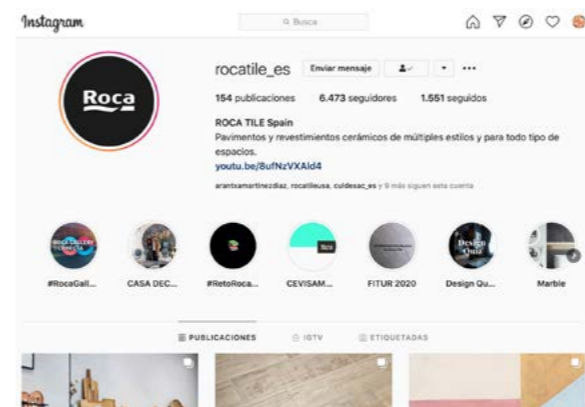 Instagram
Busca
Roca
rocatile_es Enviar mensaje
154 publicaciones 6.473 seguidores 1.551 seguidos
ROCA TILE Spain
Pavimentos y revestimientos cerámicos de múltiples estilos y para todo tipo de
espacios.
youtu.be/8ufNzVXAld4
arantxamartinezdiaz, rocatileusa, culdesac_es y 9 más siguen esta cuenta
Design
Quiz
#RocaGall... CASA DEC... #RetoRoca... CEVISAM... FITUR 2020 Design Qu... Marble
PUBLICACIONES IGTV ETIQUETADAS